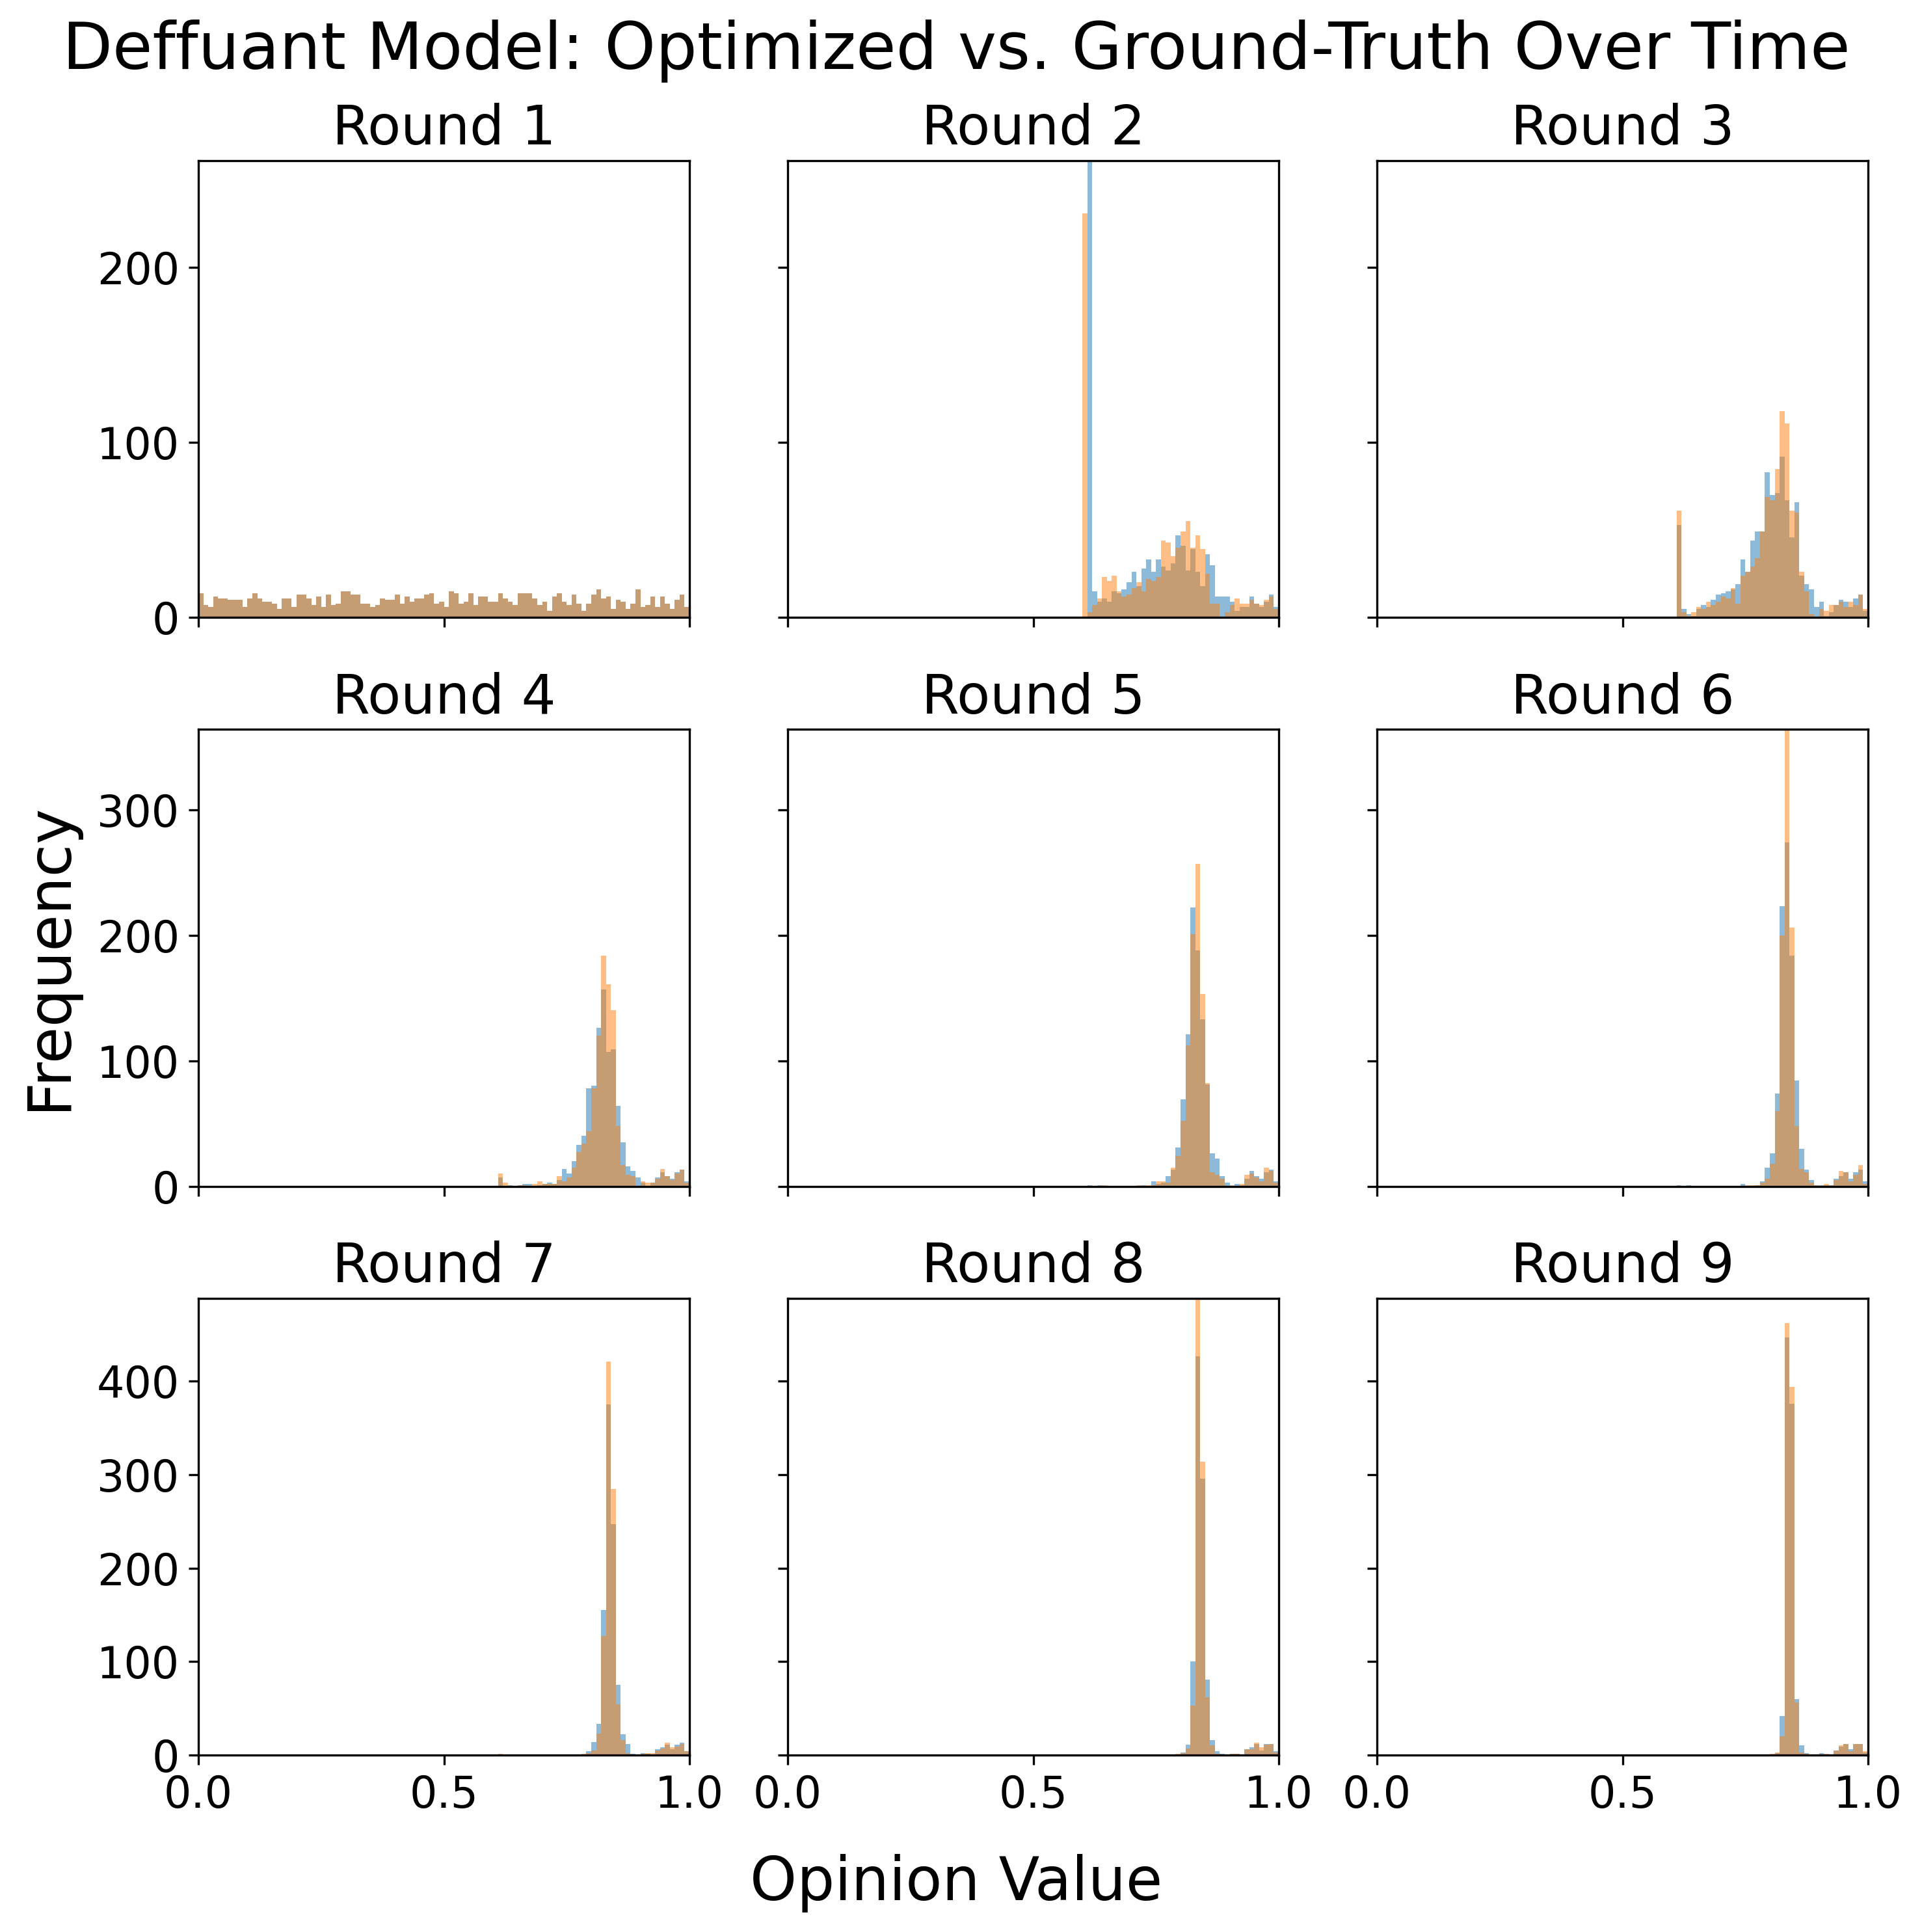 Deffuant Model: Optimized vs. Ground-Truth Over Time
Round 1
Round 2
Round 3
200
100
0
Round 4
Round 5
Round 6
300
200
100
0
Frequency
Round 7
Round 8
Round 9
400
300
200
100
0
0.0 0.5 1.0 0.0 0.5 1.0 0.0 0.5 1.0
Opinion Value